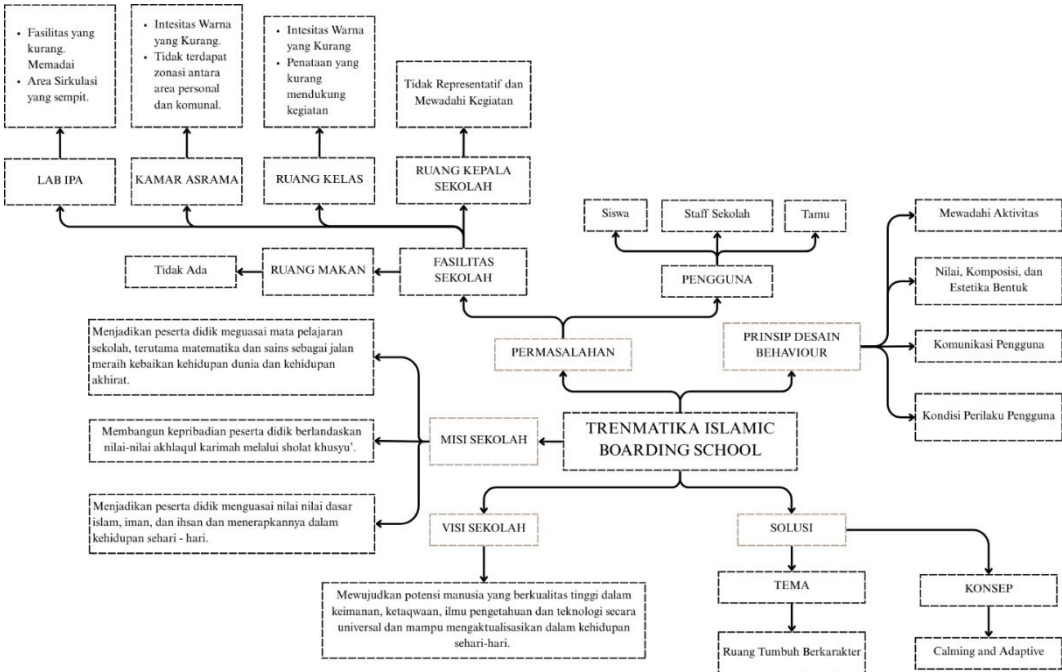 • Fasilitas yang
kurang.
Memadai
• Area Sirkulasi
yang sempit.
• Intesitas Warna
yang Kurang.
• Tidak terdapat
zonasi antara
area personal
dan komunal.
• Intesitas Warna
yang Kurang
• Penataan yang
kurang
mendukung
kegiatan
Tidak Representatif dan
Mewadahi Kegiatan
LAB IPA
KAMAR ASRAMA
RUANG KELAS
RUANG KEPALA
SEKOLAH
Siswa
Staff Sekolah
Tamu
Mewadahi Aktivitas
Tidak Ada
RUANG MAKAN
FASILITAS
SEKOLAH
PENGGUNA
Nilai, Komposisi, dan
Estetika Bentuk
Menjadikan peserta didik meguasai mata pelajaran
sekolah, terutama matematika dan sains sebagai jalan
meraih kebaikan kehidupan dunia dan kehidupan
akhirat.
PERMASALAHAN
PRINSIP DESAIN
BEHAVIOUR
Komunikasi Pengguna
Kondisi Perilaku Pengguna
Membangun kepribadian peserta didik berlandaskan
nilai-nilai akhlaqul karimah melalui sholat khusyu'.
MISI SEKOLAH
TRENMATIKA ISLAMIC
BOARDING SCHOOL
Menjadikan peserta didik menguasai nilai nilai dasar
islam, iman, dan ihsan dan menerapkannya dalam
kehidupan sehari - hari.
VISI SEKOLAH
SOLUSI
Mewujudkan potensi manusia yang berkualitas tinggi dalam
keimanan, ketaqwaan, ilmu pengetahuan dan teknologi secara
universal dan mampu mengaktualisasikan dalam kehidupan
sehari-hari.
TEMA
KONSEP
Ruang Tumbuh Berkarakter
Calming and Adaptive